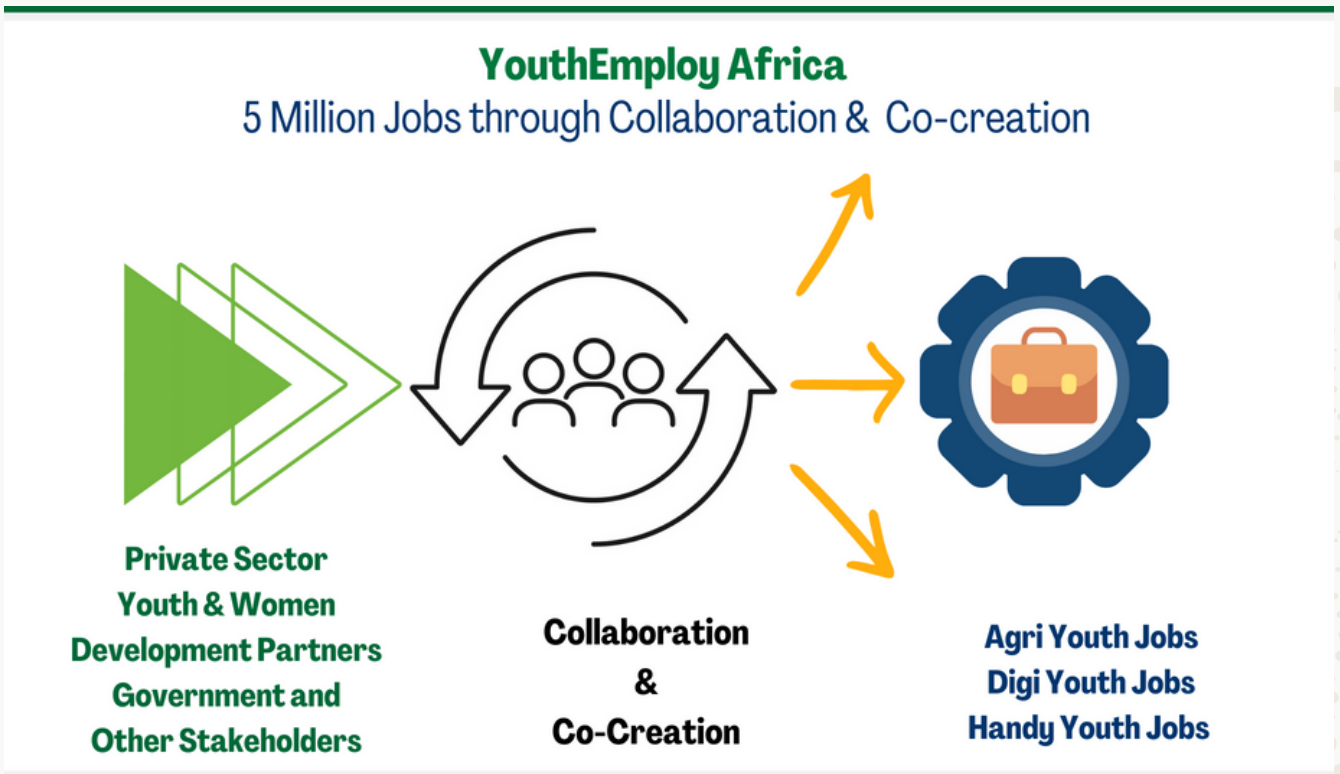 YouthEmploy Africa
5 Million Jobs through Collaboration & Co-creation
Private Sector
Youth & Women
Development Partners
Government and
Other Stakeholders
Collaboration
&
Co-Creation
Agri Youth Jobs
Digi Youth Jobs
Handy Youth Jobs